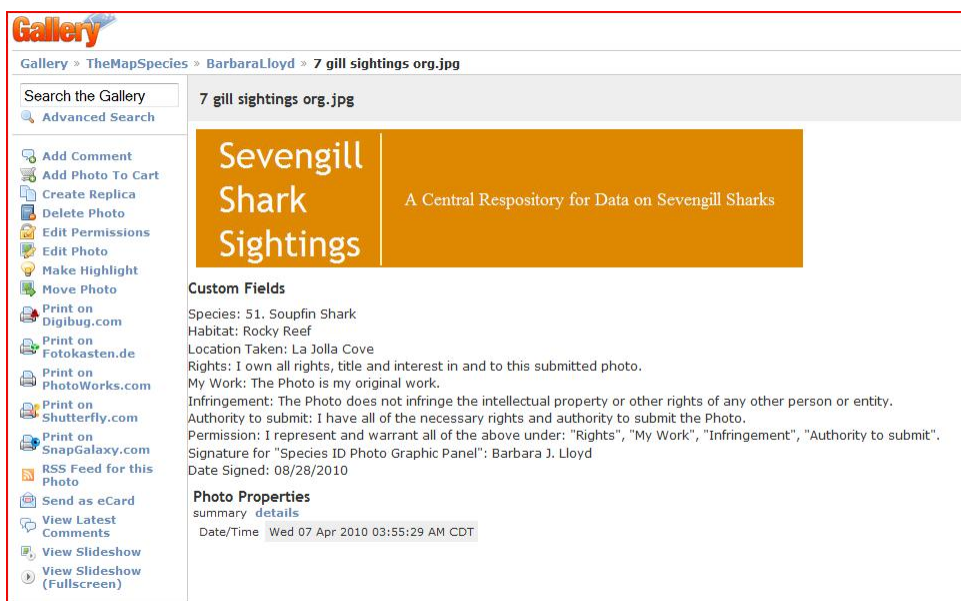 Gallery
Gallery » TheMapSpecies » BarbaraLloyd » 7 gill sightings org.jpg
Search the Gallery
Advanced Search
Add Comment
Add Photo To Cart
Create Replica
Delete Photo
Edit Permissions
Edit Photo
Make Highlight
Move Photo
Print on
Digibug.com
Print on
Fotokasten.de
Print on
PhotoWorks.com
Print on
Shutterfly.com
Print on
SnapGalaxy.com
RSS Feed for this
Photo
Send as eCard
View Latest
Comments
View Slideshow
View Slideshow
(Fullscreen)
7 gill sightings org.jpg
Sevengill
Shark
Sightings
A Central Respository for Data on Sevengill Sharks
Custom Fields
Species: 51. Soupfin Shark
Habitat: Rocky Reef
Location Taken: La Jolla Cove
Rights: I own all rights, title and interest in and to this submitted photo.
My Work: The Photo is my original work.
Infringement: The Photo does not infringe the intellectual property or other rights of any other person or entity.
Authority to submit: I have all of the necessary rights and authority to submit the Photo.
Permission: I represent and warrant all of the above under: "Rights", "My Work", "Infringement", "Authority to submit".
Signature for "Species ID Photo Graphic Panel": Barbara J. Lloyd
Date Signed: 08/28/2010
Photo Properties
summary details
Date/Time Wed 07 Apr 2010 03:55:29 AM CDT